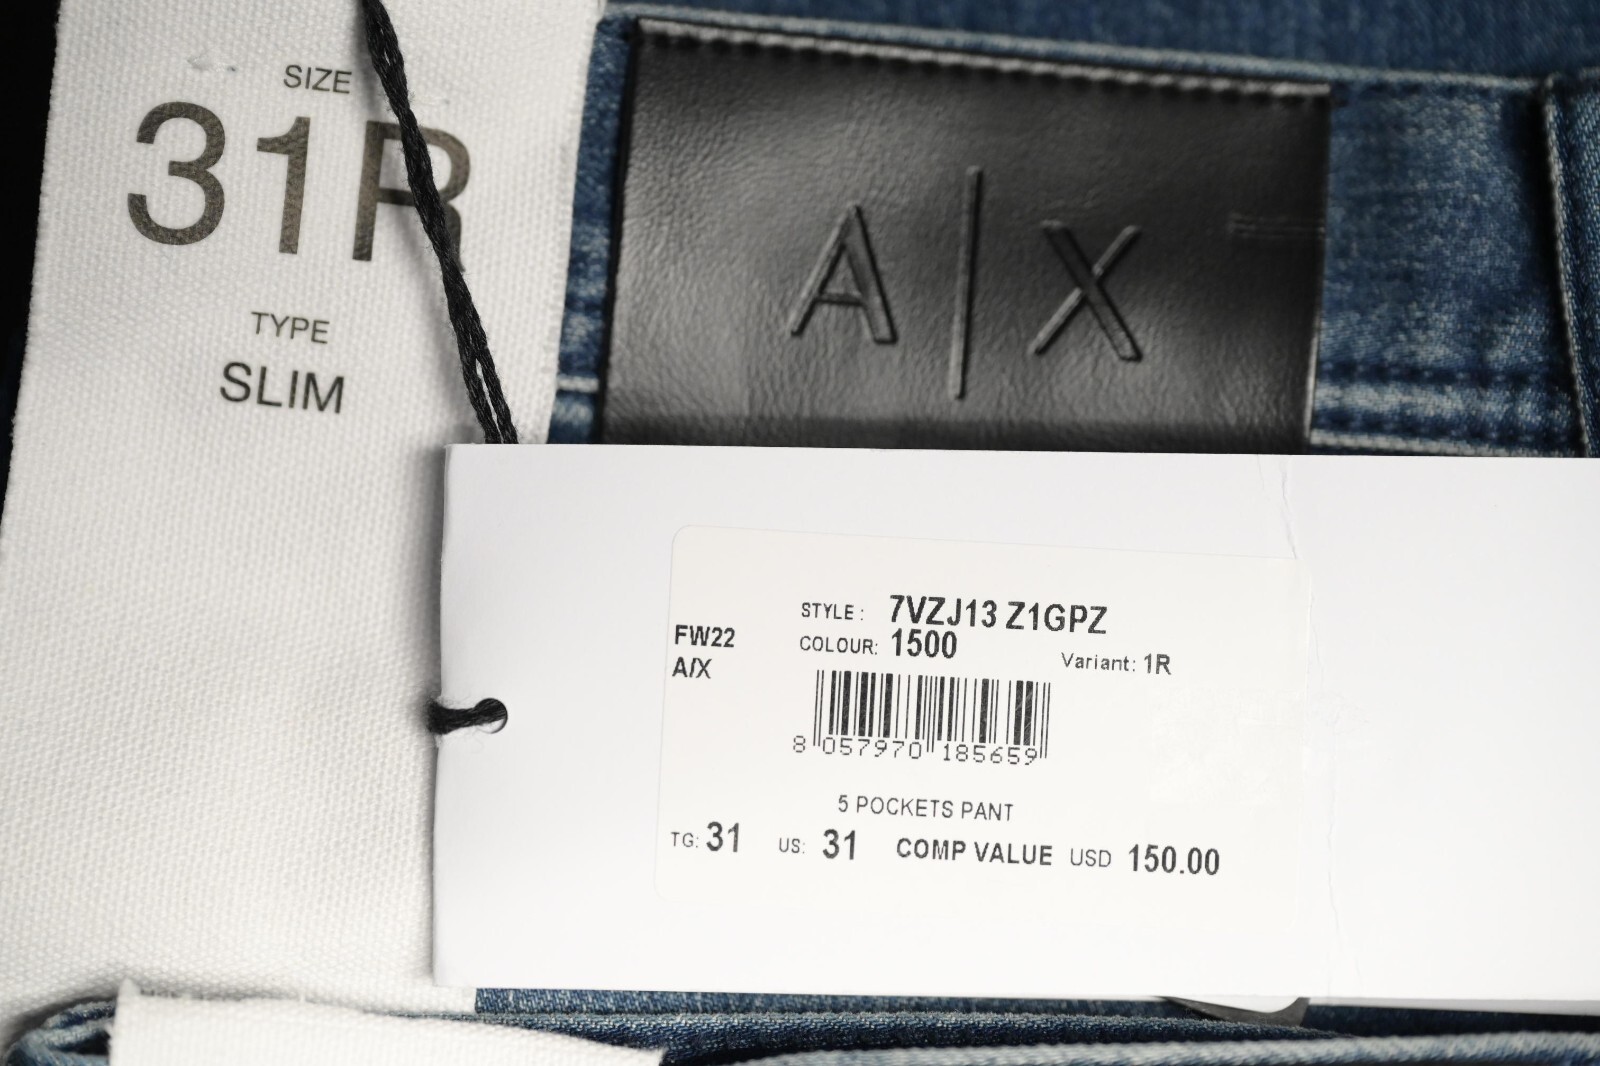 SIZE
31R
TYPE
SLIM
A|X
STYLE: 7VZJ13 Z1GPZ
FW22
COLOUR: 1500
Variant: 1R
A/X
8 057970 185659
5 POCKETS PANT
TG: 31 US: 31 COMP VALUE USD 150.00